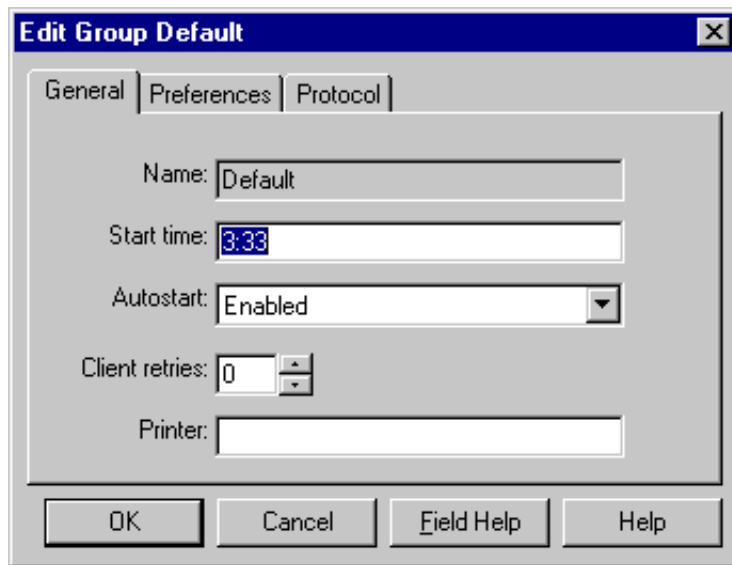 Edit Group Default
General Preferences Protocol
Name: Default
Start time: 3:33
Autostart: Enabled
Client retries: 0
Printer:
OK Cancel Field Help Help